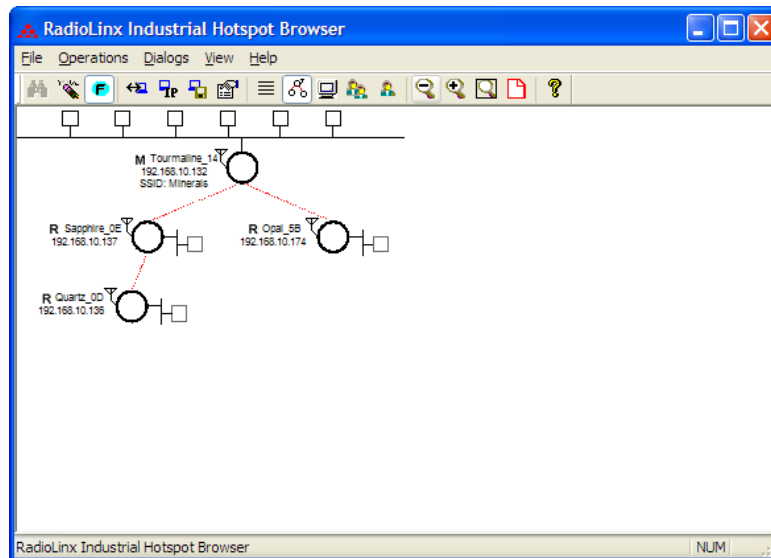 RadioLinx Industrial Hotspot Browser
File Operations Dialogs View Help
F IP ?
M Tourmaline_14
192.168.10.132
SSID: Minerals
R Sapphire_0E
192.168.10.137
R Opal_5B
192.168.10.174
R Quartz_0D
192.168.10.136
RadioLinx Industrial Hotspot Browser NUM